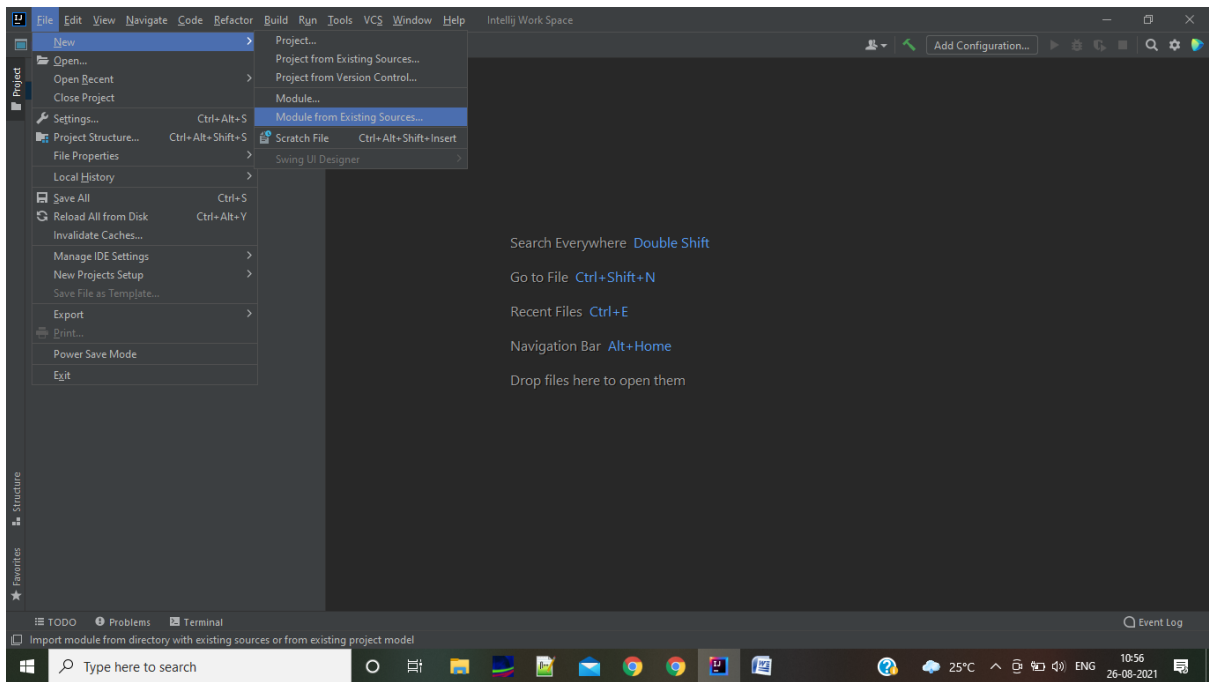 File Edit View Navigate Code Refactor Build Run Tools VCS Window Help Intellij Work Space
Add Configuration...
Project
New
Open...
Open Recent
Close Project
Settings... Ctrl+Alt+S
Project Structure... Ctrl+Alt+Shift+S
File Properties
Local History
Save All Ctrl+S
Reload All from Disk Ctrl+Alt+Y
Invalidate Caches...
Manage IDE Settings
New Projects Setup
Save File as Template...
Export
Print...
Power Save Mode
Exit
Project...
Project from Existing Sources...
Project from Version Control...
Module...
Module from Existing Sources...
Scratch File Ctrl+Alt+Shift+Insert
Swing UI Designer
Search Everywhere Double Shift
Go to File Ctrl+Shift+N
Recent Files Ctrl+E
Navigation Bar Alt+Home
Drop files here to open them
Structure
Favorites
TODO Problems Terminal
Event Log
Import module from directory with existing sources or from existing project model
Type here to search
25°C
ENG
10:56
26-08-2021